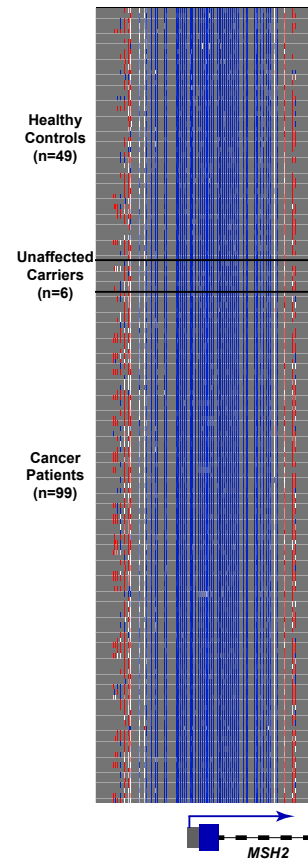 Healthy
Controls
(n=49)
Unaffected
Carriers
(n=6)
Cancer
Patients
(n=99)
MSH2